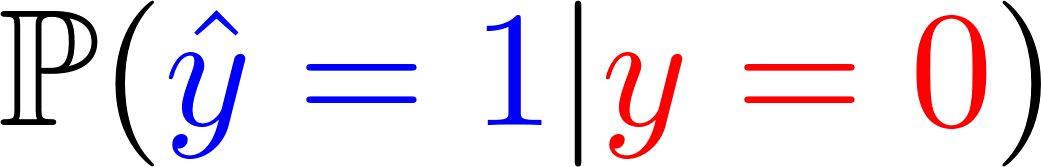 ℙ(ŷ = 1|y = 0)